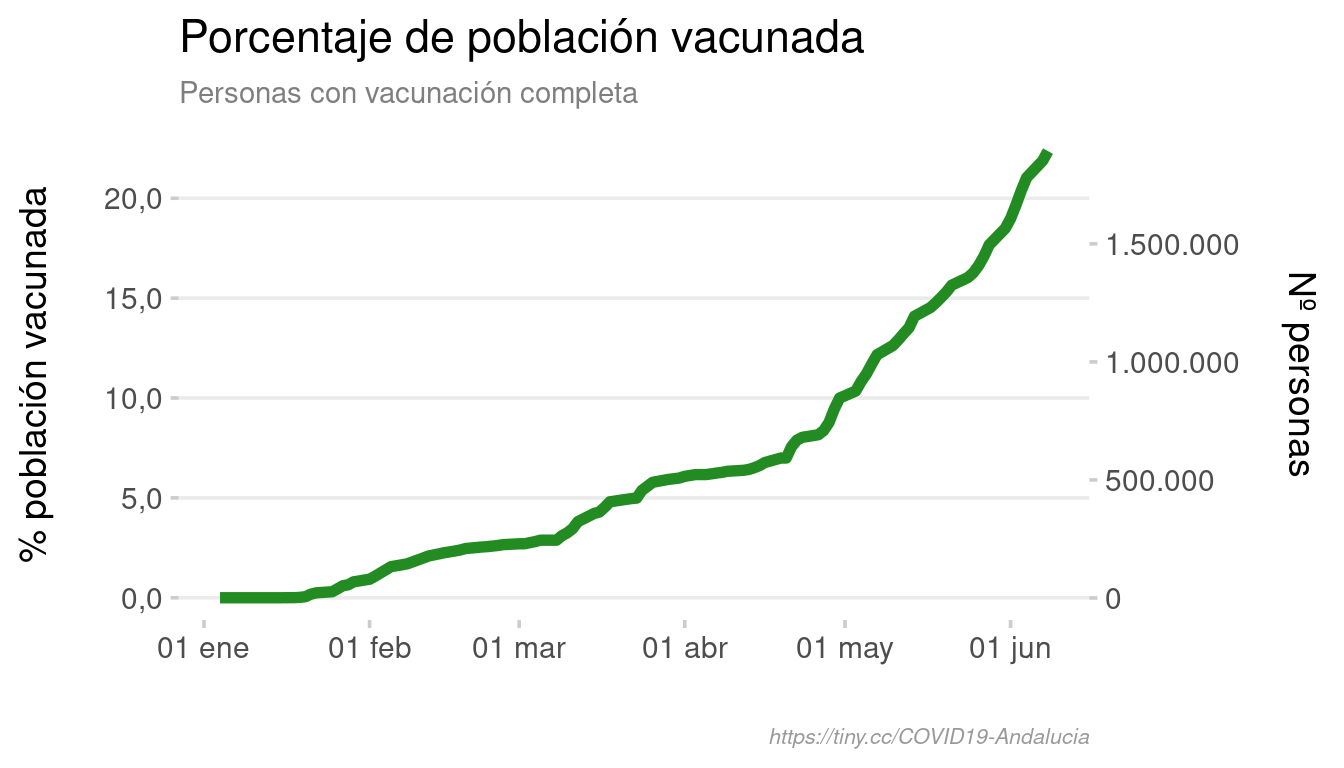 Porcentaje de población vacunada
Personas con vacunación completa
% población vacunada
20,0
15,0
10,0
5,0
0,0
1.500.000
1.000.000
500.000
0
Nº personas
01 ene
01 feb
01 mar
01 abr
01 may
01 jun
https://tiny.cc/COVID19-Andalucia